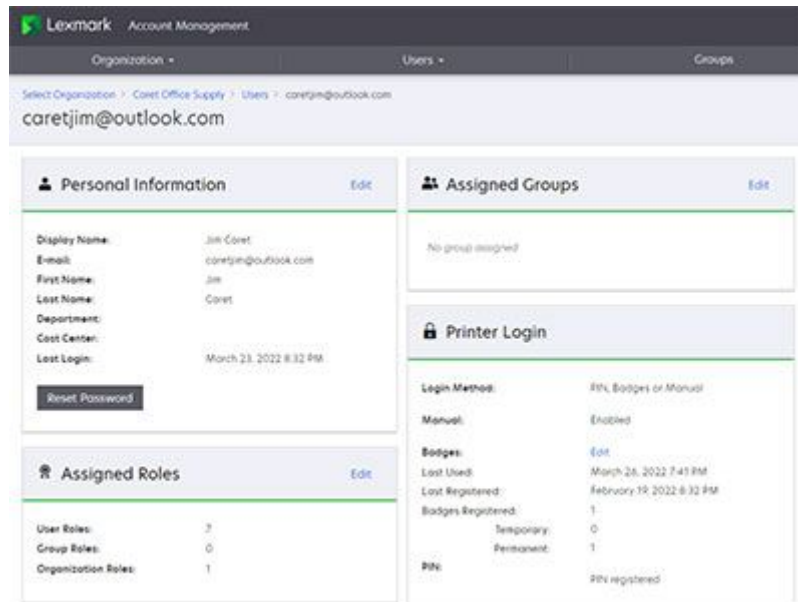 Lexmark Account Management
Organization Users Groups
Select Organization > Caret Office Supply > Users > caretjim@outlook.com
caretjim@outlook.com
Personal Information Edit
Display Name: Jim Caret
E-mail: caretjim@outlook.com
First Name: Jim
Last Name: Caret
Department:
Cost Center:
Last Login: March 23, 2022 8:32 PM
Reset Password
Assigned Roles Edit
User Roles: 7
Group Roles: 0
Organization Roles: 1
Assigned Groups Edit
No group assigned
Printer Login
Login Method: PIN, Badges or Manual
Manual: Enabled
Badges: Edit
Last Used: March 26, 2022 7:41 PM
Last Registered: February 19, 2022 8:32 PM
Badges Registered: 1
Temporary: 0
Permanent: 1
PIN:
PIN registered